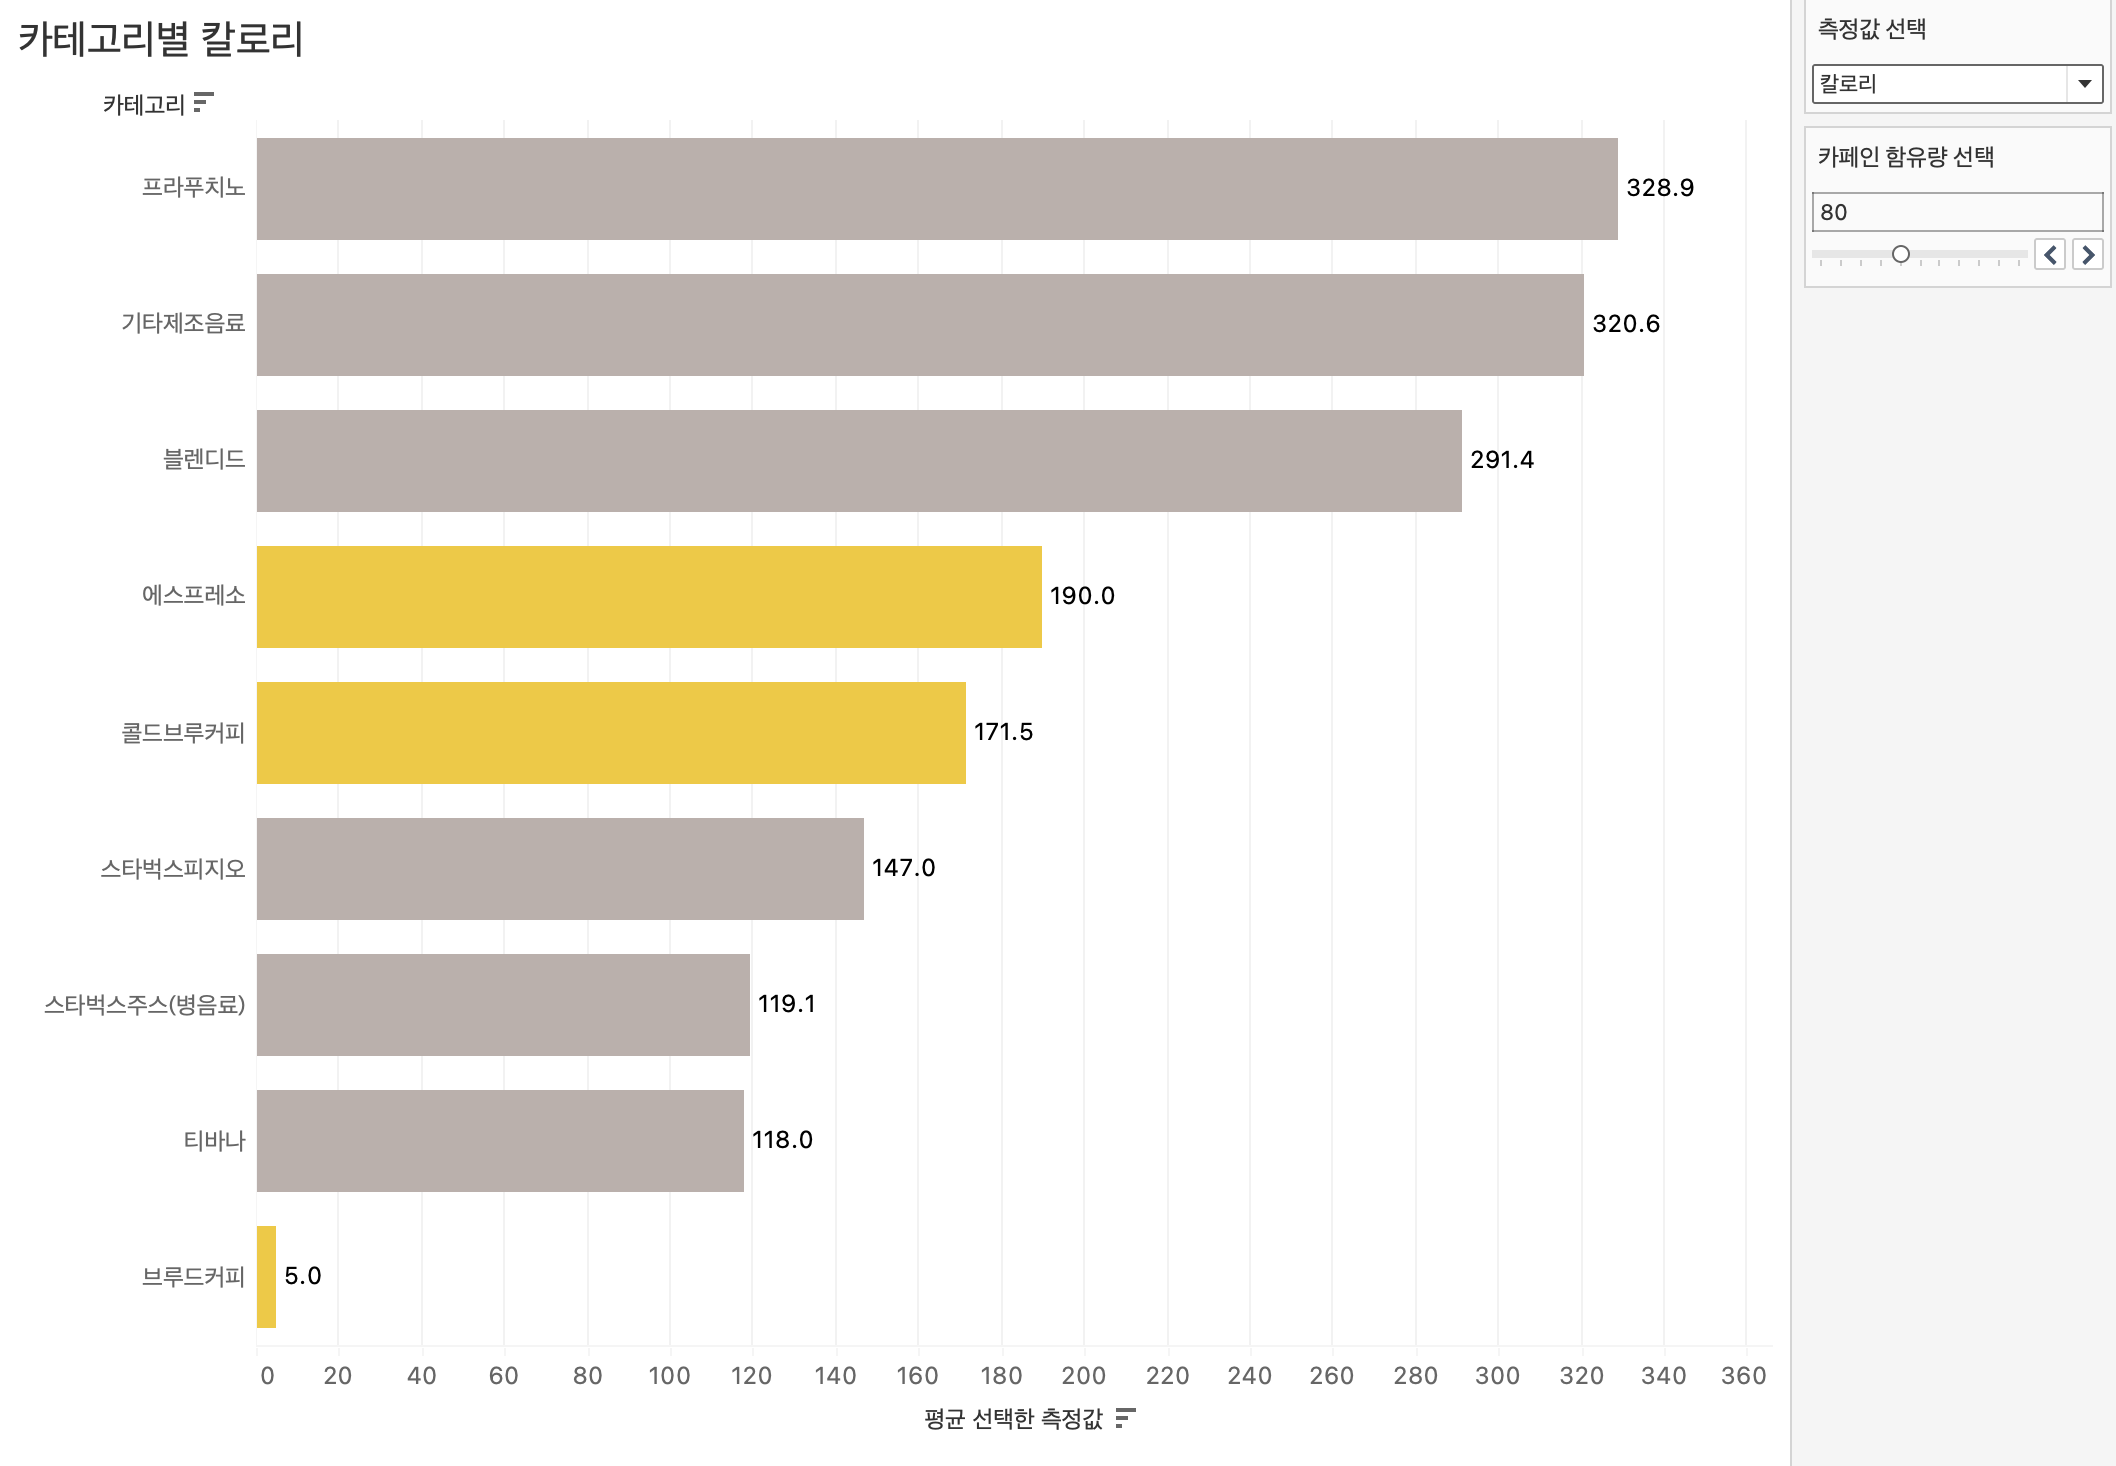 카테고리별 칼로리
카테고리
프라푸치노
328.9
기타제조음료
320.6
블렌디드
291.4
에스프레소
190.0
콜드브루커피
171.5
스타벅스피지오
147.0
스타벅스주스(병음료)
119.1
티바나
118.0
브루드커피
5.0
0 20 40 60 80 100 120 140 160 180 200 220 240 260 280 300 320 340 360
평균 선택한 측정값
측정값 선택
칼로리
카페인 함유량 선택
80